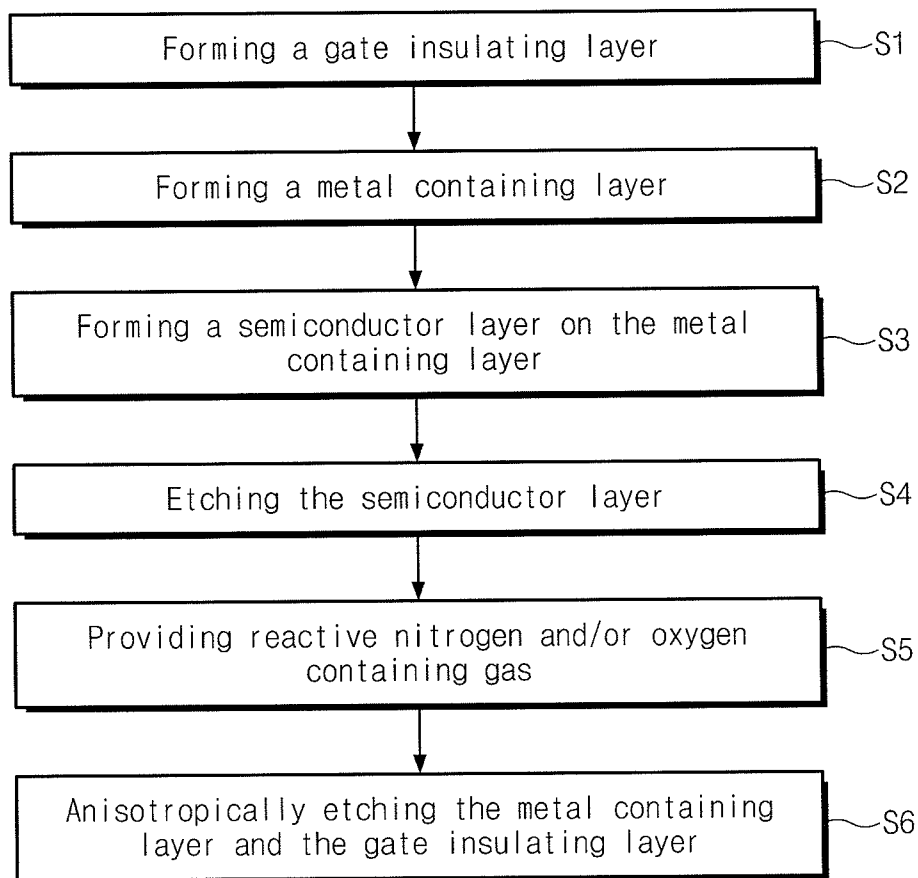 Forming a gate insulating layer
S1
Forming a metal containing layer
S2
Forming a semiconductor layer on the metal
containing layer
S3
Etching the semiconductor layer
S4
Providing reactive nitrogen and/or oxygen
containing gas
S5
Anisotropically etching the metal containing
layer and the gate insulating layer
S6